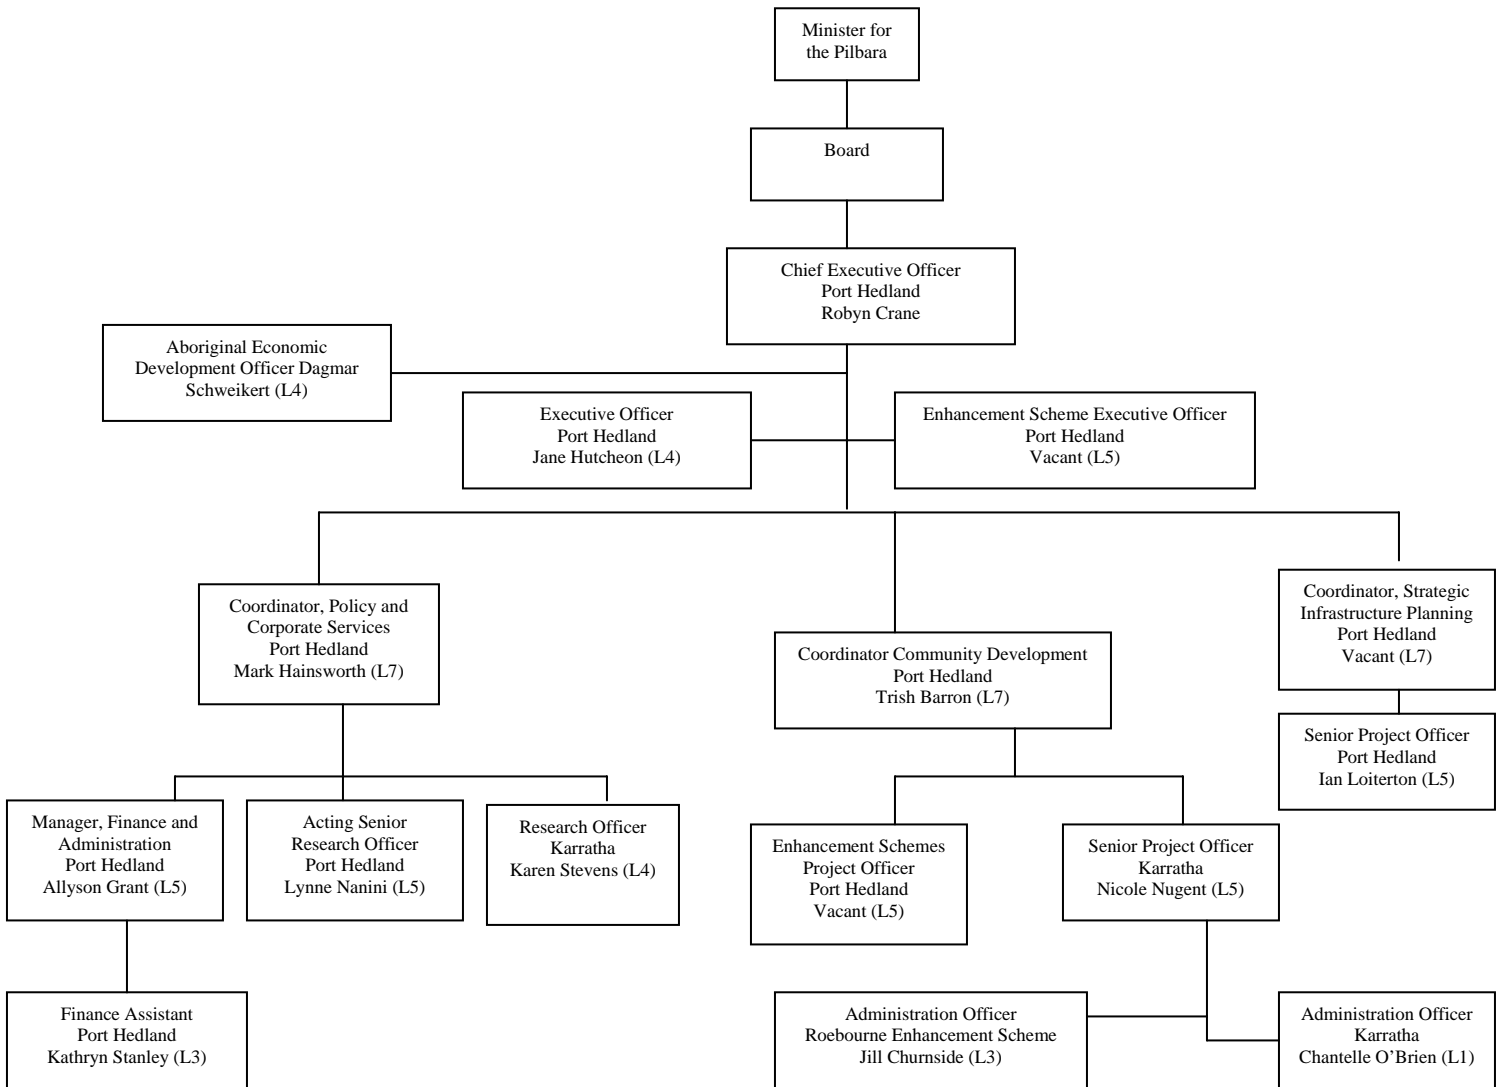 Minister for
the Pilbara
Board
Chief Executive Officer
Port Hedland
Robyn Crane
Aboriginal Economic
Development Officer Dagmar
Schweikert (L4)
Executive Officer
Port Hedland
Jane Hutcheon (L4)
Enhancement Scheme Executive Officer
Port Hedland
Vacant (L5)
Coordinator, Policy and
Corporate Services
Port Hedland
Mark Hainsworth (L7)
Coordinator Community Development
Port Hedland
Trish Barron (L7)
Coordinator, Strategic
Infrastructure Planning
Port Hedland
Vacant (L7)
Senior Project Officer
Port Hedland
Ian Loiterton (L5)
Manager, Finance and
Administration
Port Hedland
Allyson Grant (L5)
Acting Senior
Research Officer
Port Hedland
Lynne Nanini (L5)
Research Officer
Karratha
Karen Stevens (L4)
Enhancement Schemes
Project Officer
Port Hedland
Vacant (L5)
Senior Project Officer
Karratha
Nicole Nugent (L5)
Finance Assistant
Port Hedland
Kathryn Stanley (L3)
Administration Officer
Roebourne Enhancement Scheme
Jill Churnside (L3)
Administration Officer
Karratha
Chantelle O’Brien (L1)